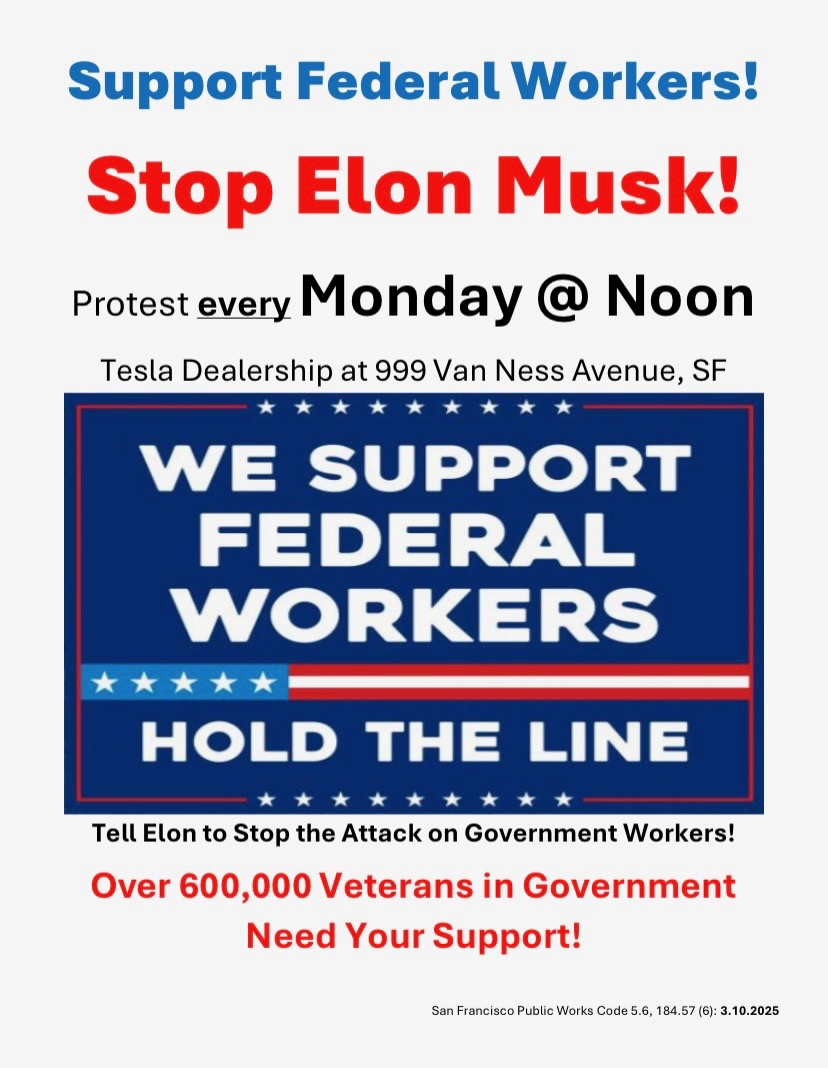 Support Federal Workers!
Stop Elon Musk!
Protest every Monday @ Noon
Tesla Dealership at 999 Van Ness Avenue, SF
WE SUPPORT
FEDERAL
WORKERS
HOLD THE LINE
Tell Elon to Stop the Attack on Government Workers!
Over 600,000 Veterans in Government
Need Your Support!
San Francisco Public Works Code 5.6, 184.57 (6): 3.10.2025